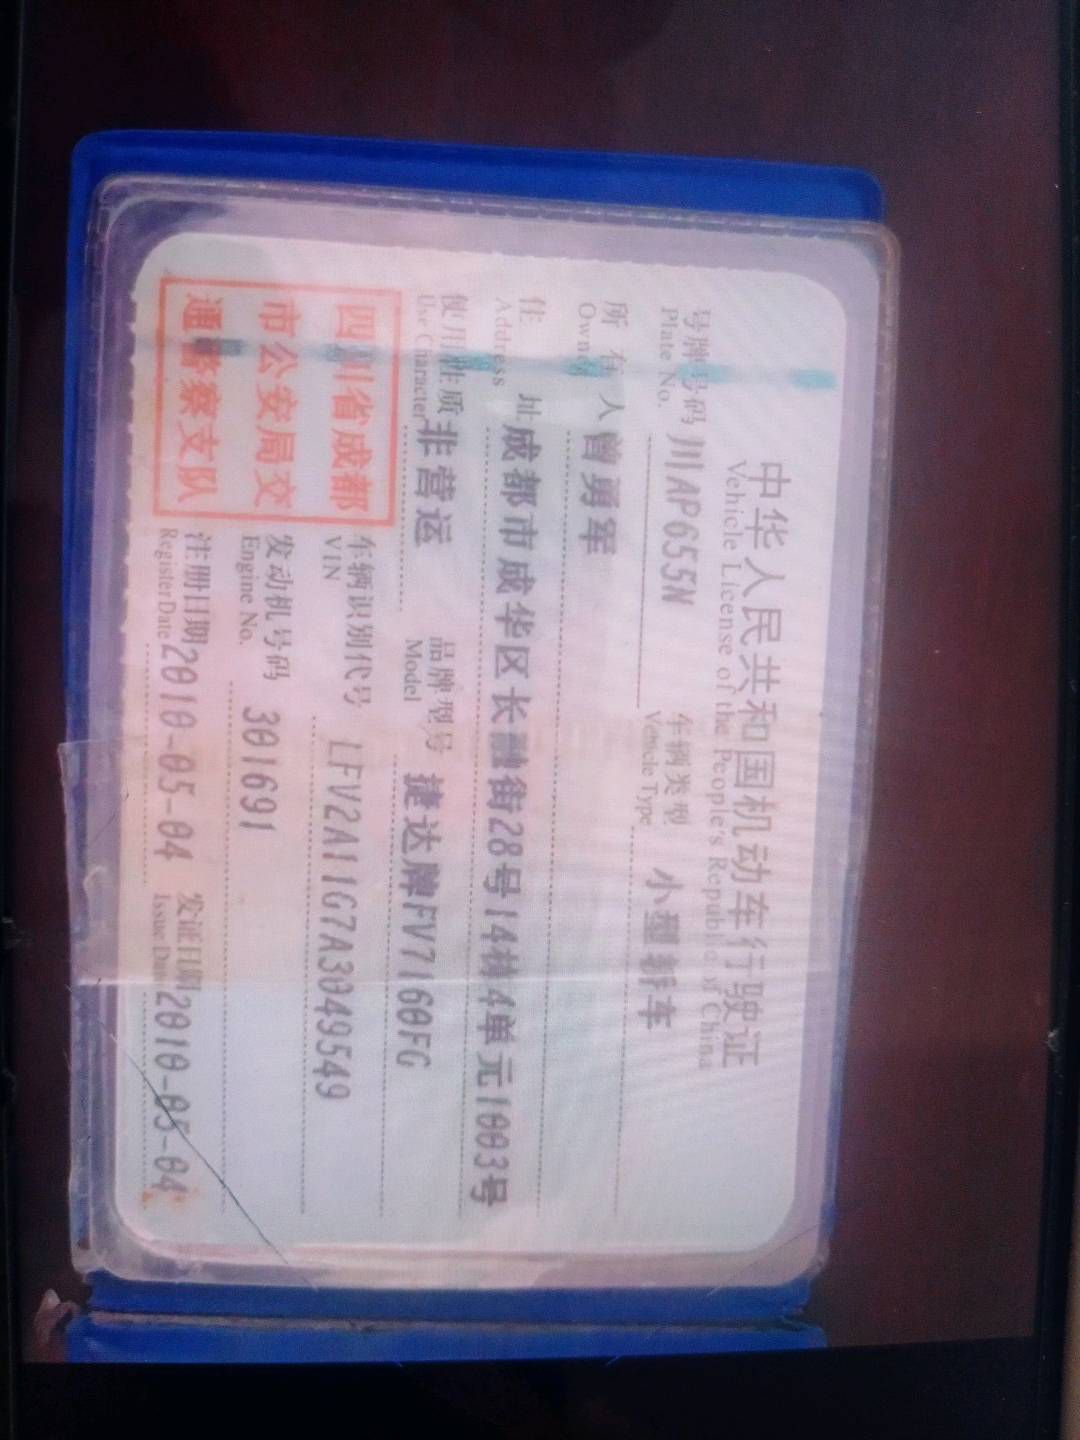 中华人民共和国机动车行驶证
Vehicle License of the People's Republic of China
号牌号码 川AP655N 车辆类型 小型轿车
Plate No. Vehicle Type
所有人 曾勇军
Owner
住址 成都市成华区长融街28号14栋4单元1003号
Address
使用性质 非营运 品牌型号 捷达牌FV7160FG
Use Character Model
四川省成都
市公安局交
通警察支队
车辆识别代号 LFV2A11G7A3049549
VIN
发动机号码 301691
Engine No.
注册日期 2010-05-04 发证日期 2010-05-04
Register Date Issue Date